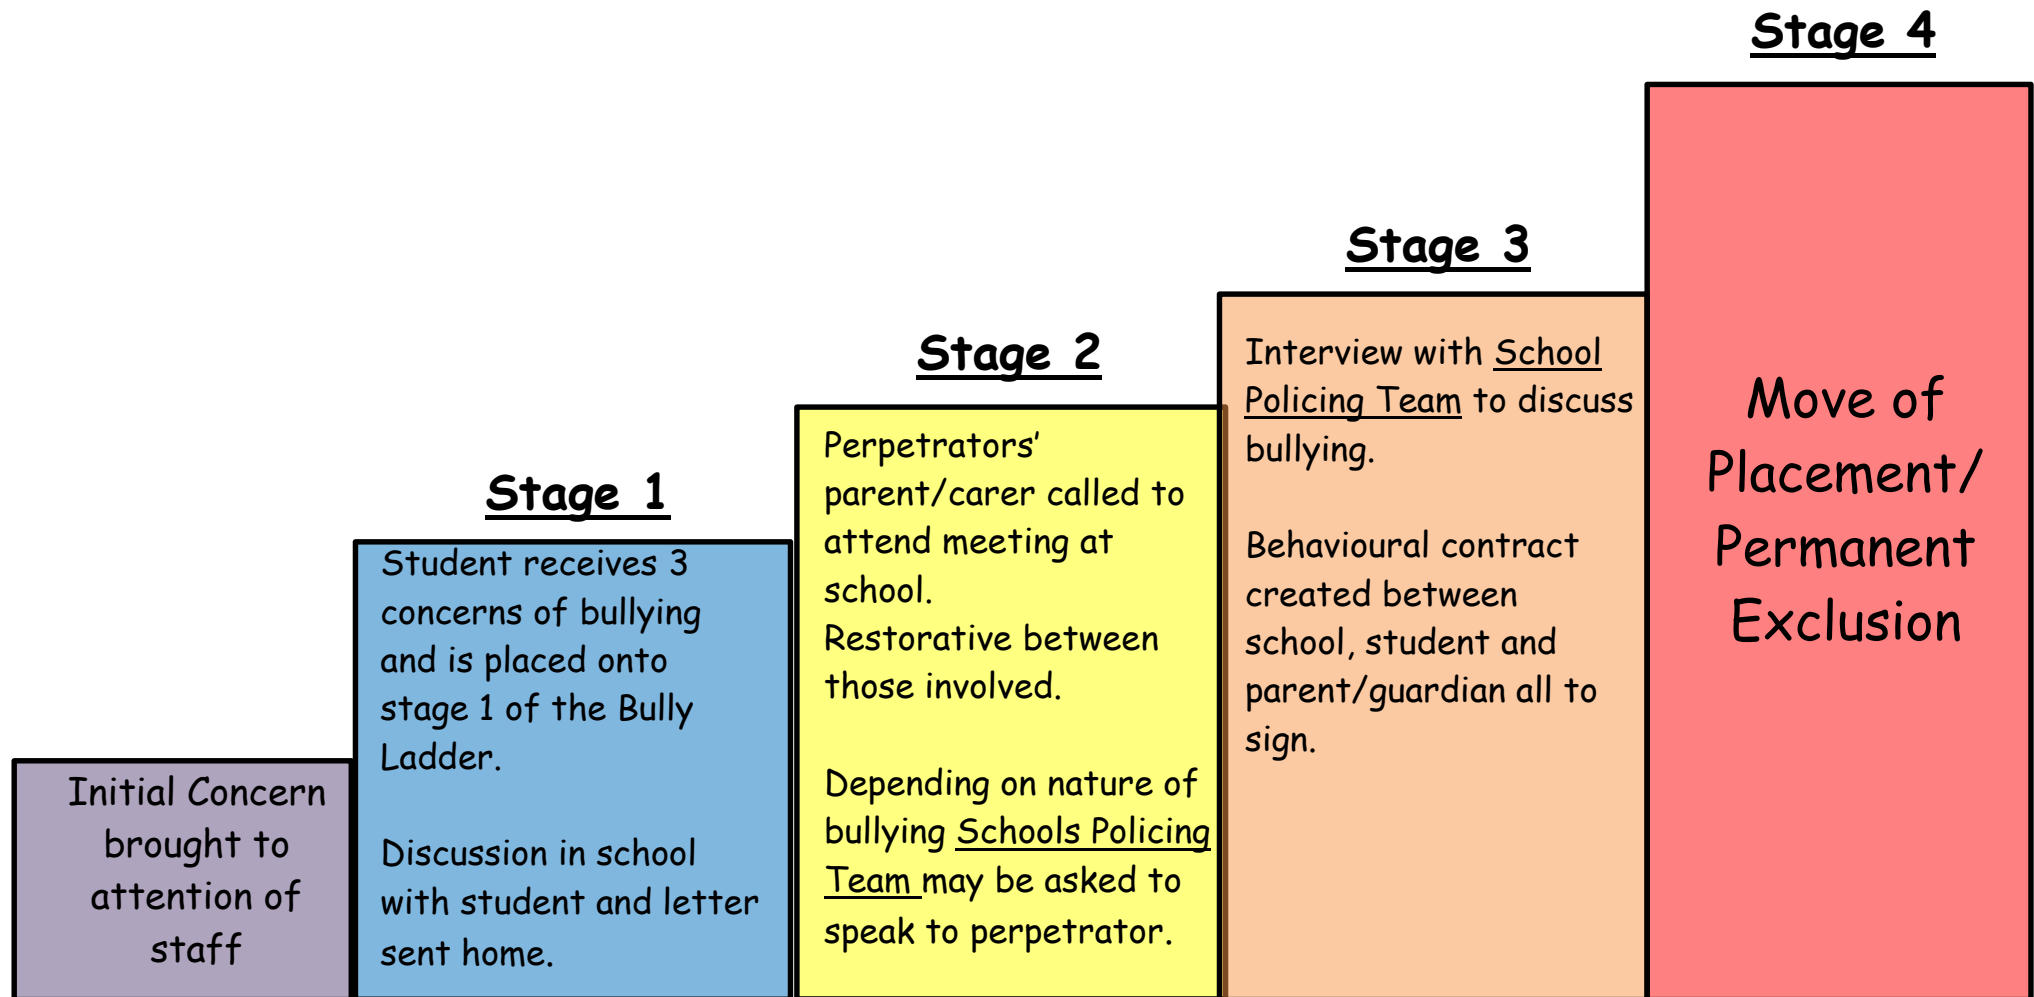 Initial Concern
brought to
attention of
staff
Stage 1
Student receives 3
concerns of bullying
and is placed onto
stage 1 of the Bully
Ladder.
Discussion in school
with student and letter
sent home.
Stage 2
Perpetrators’
parent/carer called to
attend meeting at
school.
Restorative between
those involved.
Depending on nature of
bullying Schools Policing
Team may be asked to
speak to perpetrator.
Stage 3
Interview with School
Policing Team to discuss
bullying.
Behavioural contract
created between
school, student and
parent/guardian all to
sign.
Stage 4
Move of
Placement/
Permanent
Exclusion